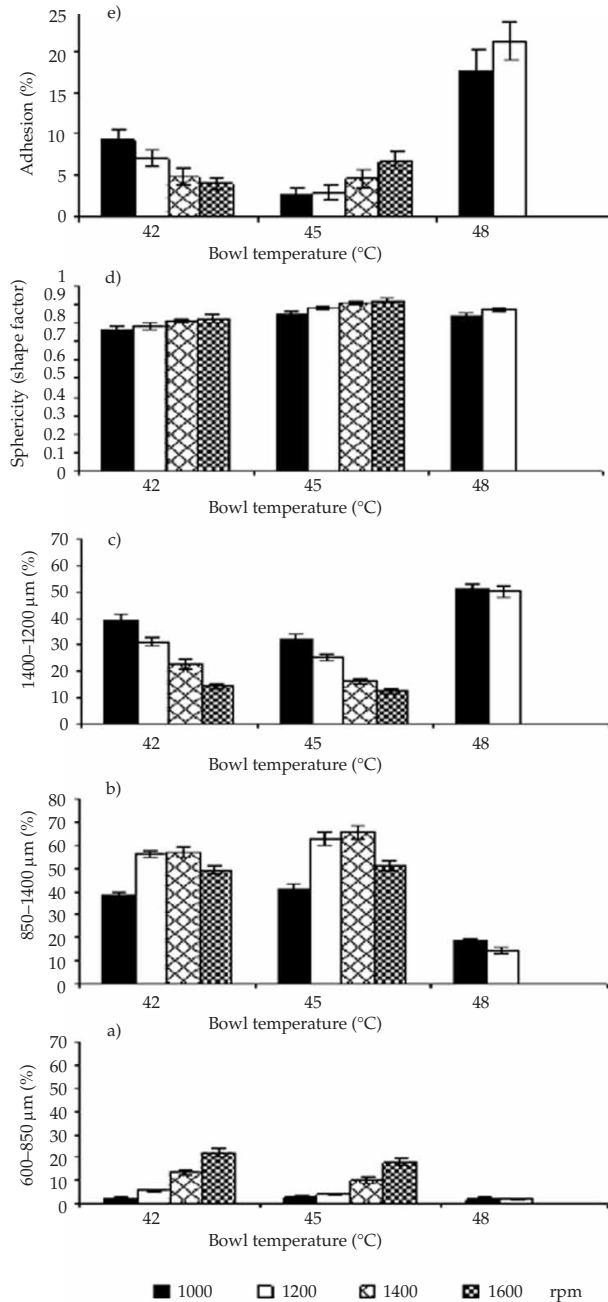 e)
Adhesion (%)
25
20
15
10
5
0
42 45 48
Bowl temperature (°C)
d)
Sphericity (shape factor)
1
0.9
0.8
0.7
0.6
0.5
0.4
0.3
0.2
0.1
0
42 45 48
Bowl temperature (°C)
c)
1400–1200 µm (%)
70
60
50
40
30
20
10
0
42 45 48
Bowl temperature (°C)
b)
850–1400 µm (%)
80
70
60
50
40
30
20
10
0
42 45 48
Bowl temperature (°C)
a)
600–850 µm (%)
70
60
50
40
30
20
10
0
42 45 48
Bowl temperature (°C)
1000 1200 1400 1600 rpm